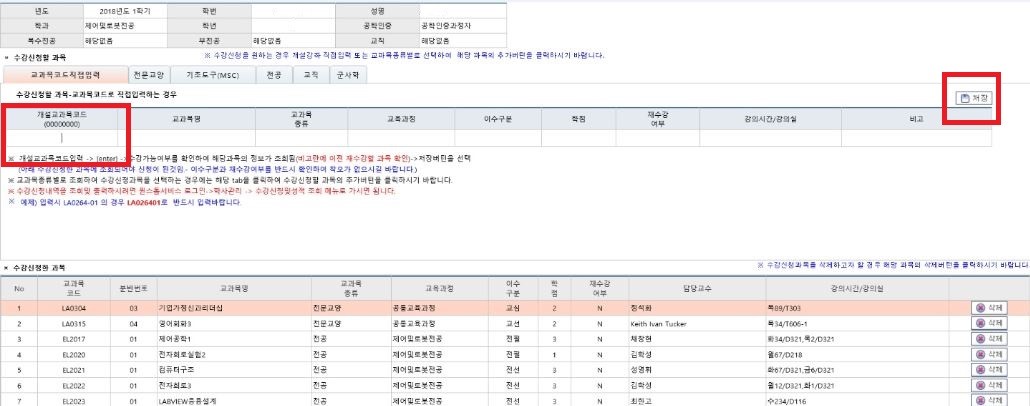 년도 2018년도 1학기 학번 성명
학과 제어및로봇전공 학부 공학인증 공학인증과정자
복수전공 해당없음 부전공 해당없음 교직 해당없음
수강신청할 과목 ※ 수강신청을 원하는 경우 개설강좌 직접입력 또는 교과목종류별로 선택하여 해당 과목의 추가버턴을 클릭하시기 바랍니다.
교과목코드직접입력 전문교양 기초도구(MSC) 전공 교직 군사학
수강신청할 과목-교과목코드로 직접입력하는 경우
저장
개설교과목코드 (00000000) 교과목명 교과목 종류 교육과정 이수구분 학점 재수강 여부 강의시간/강의실 비고
※ 개설교과목코드입력 -> [enter] -> 수강가능여부를 확인하여 해당과목의 정보가 조회됨(비고란에 이전 재수강할 과목 확인)->저장버턴을 선택
(아래 수강신청한 과목에 조회되어야 신청이 된것임.- 이수구분과 재수강여부를 반드시 확인하여 착오가 없으시길 바랍니다.)
※ 교과목종류별로 조회하여 수강신청과목을 선택하는 경우에는 해당 tab을 클릭하여 수강신청할 과목의 추가버턴을 클릭하시기 바랍니다.
※ 수강신청내역을 조회및 출력하시려면 원스톱서비스 로그인->학사관리 -> 수강신청및성적 조회 메뉴로 가시면 됩니다.
※ 예제) 입력시 LA0264-01 의 경우 LA026401로 반드시 입력바랍니다.
수강신청한 과목 ※ 수강신청과목을 삭제하고자 할 경우 해당 과목의 삭제버턴을 클릭하시기 바랍니다.
No 교과목 코드 분반번호 교과목명 교과목 종류 교육과정 이수 구분 학 점 재수강 여부 담당교수 강의시간/강의실
1 LA0304 03 기업가정신과리더십 전문교양 공통교육과정 교심 2 N 정석화 목89/T303 삭제
2 LA0315 04 영어회화3 전문교양 공통교육과정 교선 2 N Keith Ivan Tucker 목34/T606-1 삭제
3 EL2017 01 제어공학1 전공 제어및로봇전공 전필 3 N 채창현 화34/D321,목2/D321 삭제
4 EL2020 01 전자회로실험2 전공 제어및로봇전공 전필 1 N 김학성 월67/D218 삭제
5 EL2021 01 컴퓨터구조 전공 제어및로봇전공 전선 3 N 성영휘 화67/D321,금6/D321 삭제
6 EL2022 01 전자회로3 전공 제어및로봇전공 전선 3 N 김학성 월12/D321,화1/D321 삭제
7 EL2023 01 LABVIEW응용설계 전공 제어및로봇전공 전선 3 N 최한고 수234/D116 삭제